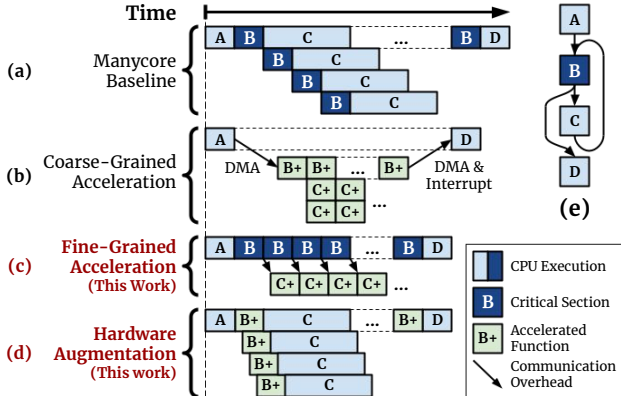 Time
(a)
Manycore
Baseline
A B C ... B D
B C
B C
B C
(b)
Coarse-Grained
Acceleration
A D
DMA
B+ B+ ... B+
DMA &
Interrupt
C+ C+
C+ C+ ...
(c)
Fine-Grained
Acceleration
(This Work)
A B B B B ... B D
C+ C+ C+ C+ ...
(d)
Hardware
Augmentation
(This work)
A B+ C ... B+ D
B+ C
B+ C
B+ C
A
B
C
D
(e)
CPU Execution
B Critical Section
B+ Accelerated
Function
Communication
Overhead